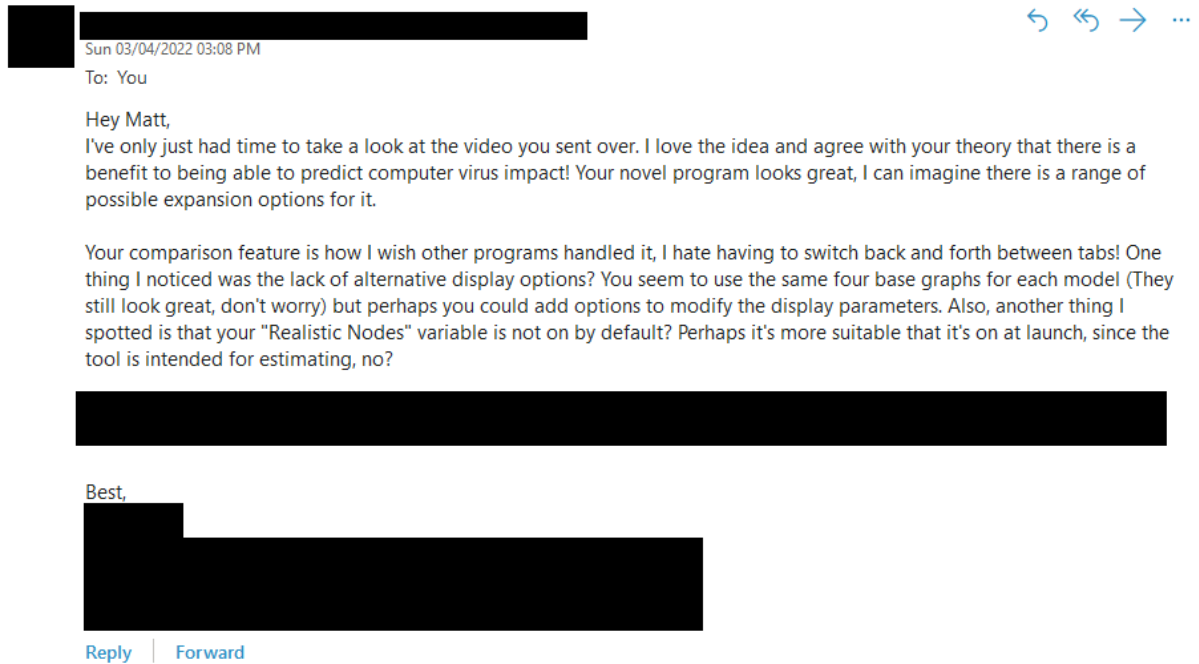 Sun 03/04/2022 03:08 PM
To: You
Hey Matt,
I've only just had time to take a look at the video you sent over. I love the idea and agree with your theory that there is a
benefit to being able to predict computer virus impact! Your novel program looks great, I can imagine there is a range of
possible expansion options for it.
Your comparison feature is how I wish other programs handled it, I hate having to switch back and forth between tabs! One
thing I noticed was the lack of alternative display options? You seem to use the same four base graphs for each model (They
still look great, don't worry) but perhaps you could add options to modify the display parameters. Also, another thing I
spotted is that your "Realistic Nodes" variable is not on by default? Perhaps it's more suitable that it's on at launch, since the
tool is intended for estimating, no?
Best,
Reply Forward